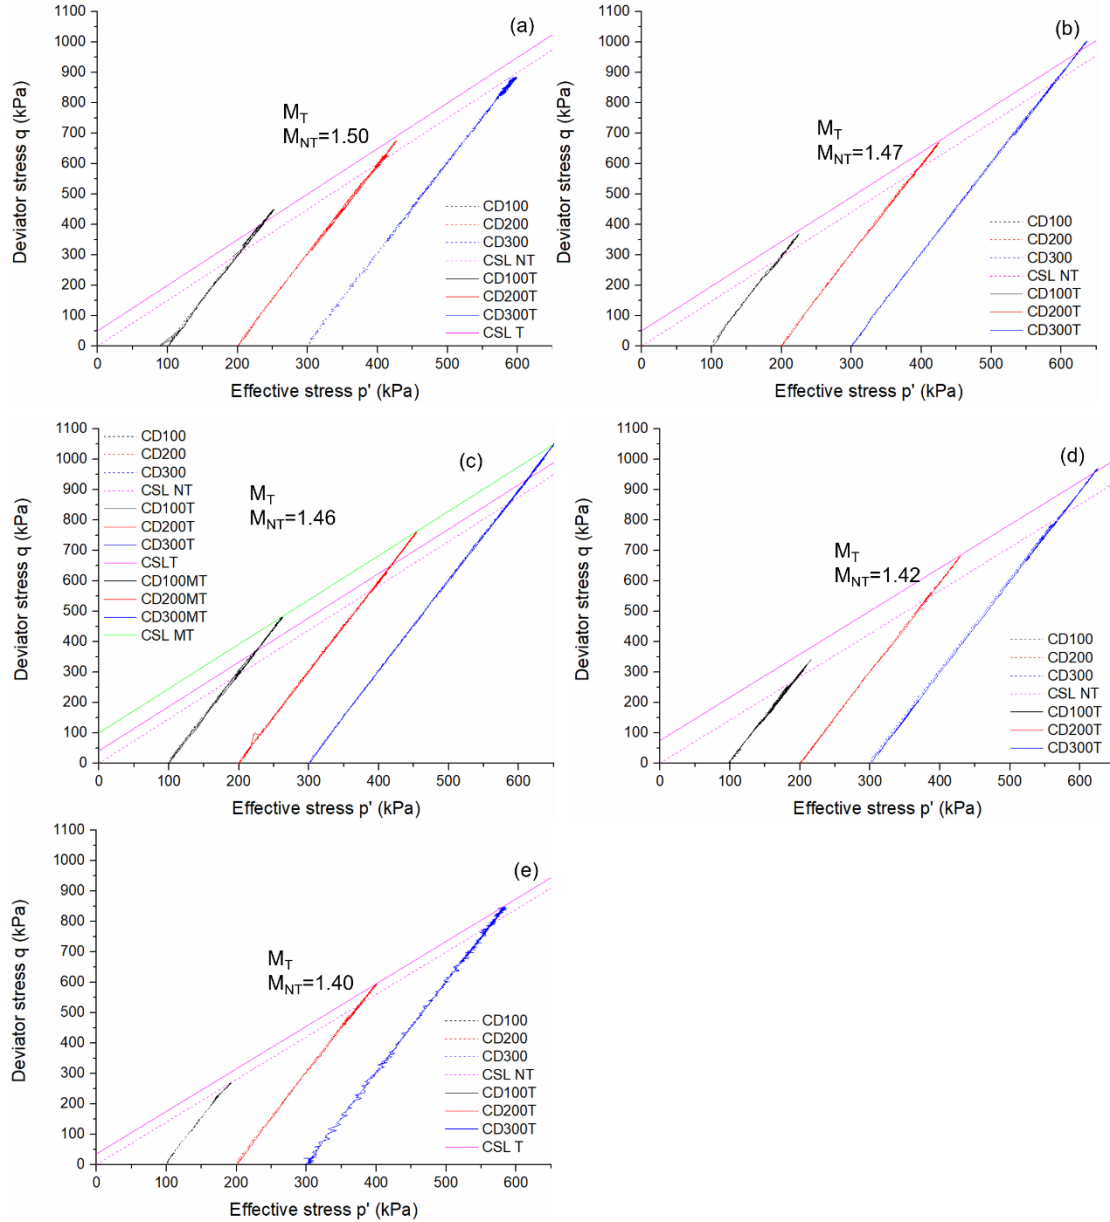 (a)
1100
1000
900
800
700
600
500
400
300
200
100
0
Deviator stress q (kPa)
M_T
M_NT=1.50
CD100
CD200
CD300
CSL NT
CD100T
CD200T
CD300T
CSL T
0 100 200 300 400 500 600
Effective stress p' (kPa)
(b)
1100
1000
900
800
700
600
500
400
300
200
100
0
Deviator stress q (kPa)
M_T
M_NT=1.47
CD100
CD200
CD300
CSL NT
CD100T
CD200T
CD300T
0 100 200 300 400 500 600
Effective stress p' (kPa)
(c)
1100
1000
900
800
700
600
500
400
300
200
100
0
Deviator stress q (kPa)
CD100
CD200
CD300
CSL NT
CD100T
CD200T
CD300T
CSLT
CD100MT
CD200MT
CD300MT
CSL MT
M_T
M_NT=1.46
0 100 200 300 400 500 600
Effective stress p' (kPa)
(d)
1100
1000
900
800
700
600
500
400
300
200
100
0
Deviator stress q (kPa)
M_T
M_NT=1.42
CD100
CD200
CD300
CSL NT
CD100T
CD200T
CD300T
0 100 200 300 400 500 600
Effective stress p' (kPa)
(e)
1100
1000
900
800
700
600
500
400
300
200
100
0
Deviator stress q (kPa)
M_T
M_NT=1.40
CD100
CD200
CD300
CSL NT
CD100T
CD200T
CD300T
CSL T
0 100 200 300 400 500 600
Effective stress p' (kPa)